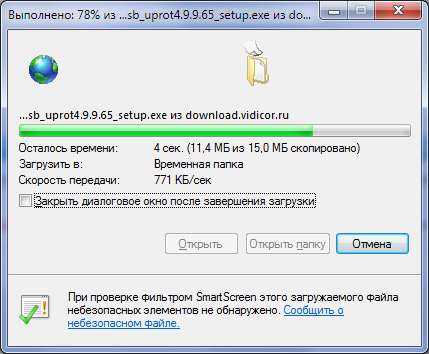 Выполнено: 78% из ...sb_uprot4.9.9.65_setup.exe из do...
...sb_uprot4.9.9.65_setup.exe из download.vidicor.ru
Осталось времени: 4 сек. (11,4 МБ из 15,0 МБ скопировано)
Загрузить в: Временная папка
Скорость передачи: 771 КБ/сек
Закрыть диалоговое окно после завершения загрузки
Открыть Открыть папку Отмена
При проверке фильтром SmartScreen этого загружаемого файла
небезопасных элементов не обнаружено. Сообщить о
небезопасном файле.